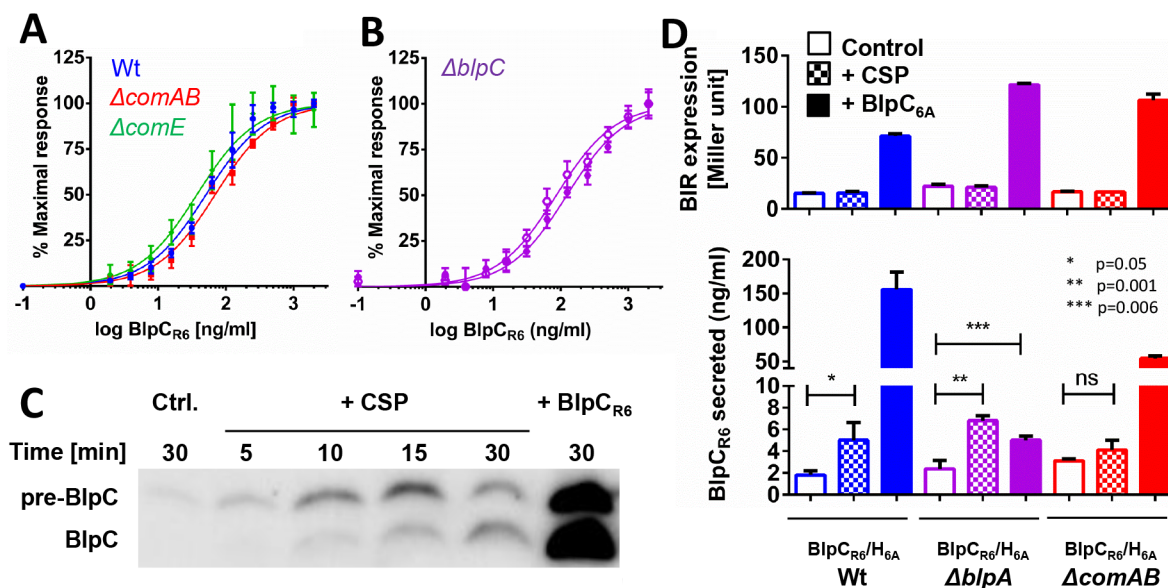 A
125
100
75
50
25
% Maximal response
Wt
ΔcomAB
ΔcomE
-1 0 1 2 3
log BlpC_R6 [ng/ml]
B
125
100
75
50
25
% Maximal response
ΔblpC
-1 0 1 2 3
log BlpC_R6 (ng/ml)
C
Ctrl. + CSP + BlpC_R6
Time [min] 30 5 10 15 30 30
pre-BlpC
BlpC
D
Control
+ CSP
+ BlpC_6A
BIR expression
[Miller unit]
150
100
50
0
BlpC_R6 secreted (ng/ml)
200
150
100
50
8
6
4
2
0
* p=0.05
** p=0.001
*** p=0.006
*
**
***
ns
BlpC_R6/H_6A BlpC_R6/H_6A BlpC_R6/H_6A
Wt ΔblpA ΔcomAB